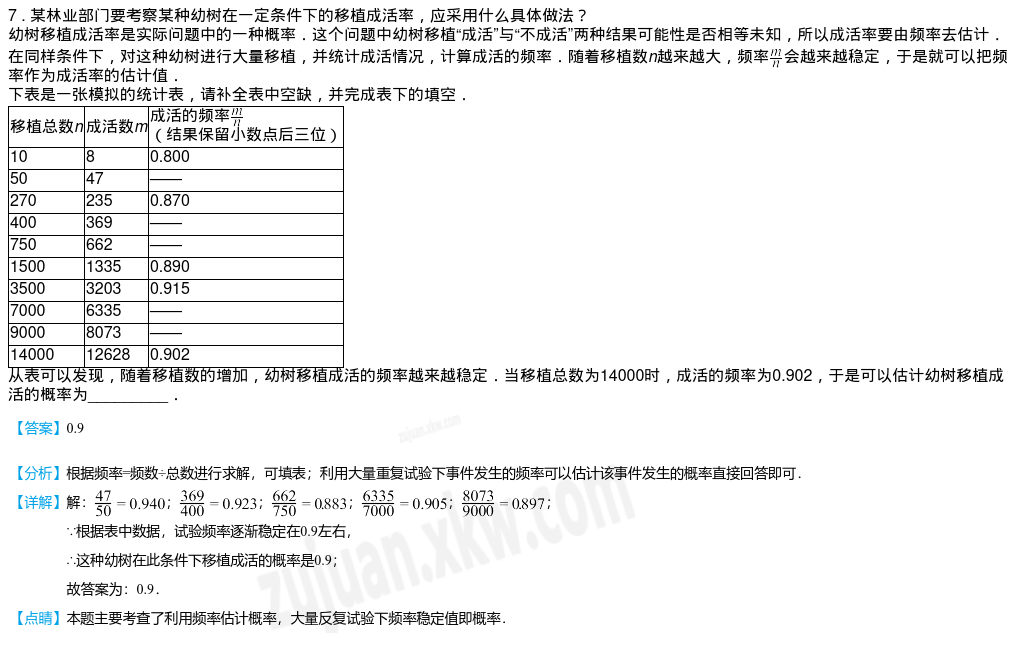 7．某林业部门要考察某种幼树在一定条件下的移植成活率，应采用什么具体做法？
幼树移植成活率是实际问题中的一种概率．这个问题中幼树移植“成活”与“不成活”两种结果可能性是否相等未知，所以成活率要由频率去估计．
在同样条件下，对这种幼树进行大量移植，并统计成活情况，计算成活的频率．随着移植数n越来越大，频率m/n会越来越稳定，于是就可以把频
率作为成活率的估计值．
下表是一张模拟的统计表，请补全表中空缺，并完成表下的填空．
移植总数n 成活数m 成活的频率m/n
（结果保留小数点后三位）
10 8 0.800
50 47 ——
270 235 0.870
400 369 ——
750 662 ——
1500 1335 0.890
3500 3203 0.915
7000 6335 ——
9000 8073 ——
14000 12628 0.902
从表可以发现，随着移植数的增加，幼树移植成活的频率越来越稳定．当移植总数为14000时，成活的频率为0.902，于是可以估计幼树移植成
活的概率为_________．
【答案】0.9
【分析】根据频率=频数÷总数进行求解，可填表；利用大量重复试验下事件发生的频率可以估计该事件发生的概率直接回答即可．
【详解】解：47/50 = 0.940；369/400 = 0.923；662/750 = 0.883；6335/7000 = 0.905；8073/9000 = 0.897；
∵根据表中数据，试验频率逐渐稳定在0.9左右，
∴这种幼树在此条件下移植成活的概率是0.9；
故答案为：0.9．
【点睛】本题主要考查了利用频率估计概率，大量反复试验下频率稳定值即概率．
zujuan.xkw.com
zujuan.xkw.com